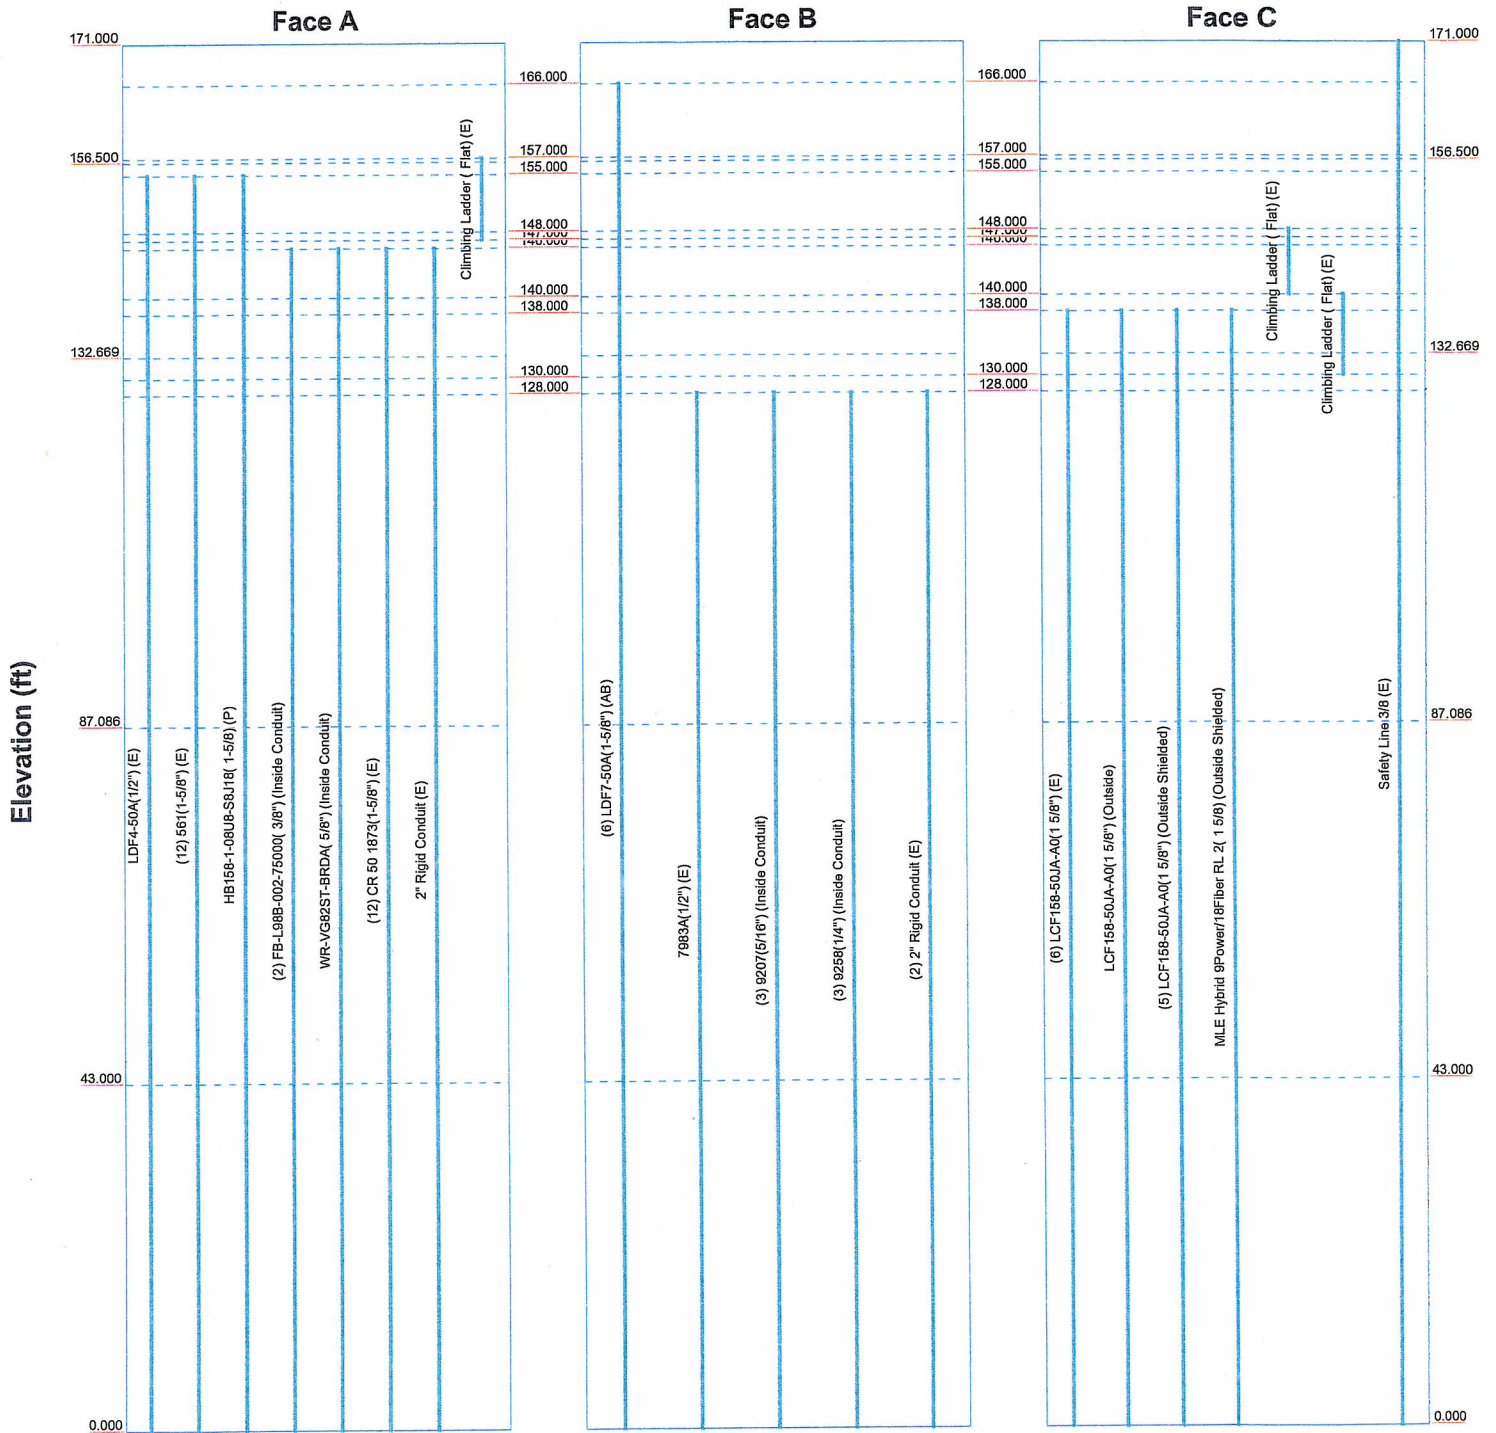 Face A
Face B
Face C
Elevation (ft)
171.000
156.500
132.669
87.086
43.000
0.000
LDF4-50A(1/2") (E)
(12) 561(1-5/8") (E)
HB158-1-08U8-S8J18( 1-5/8) (P)
(2) FB-L98B-002-75000( 3/8") (Inside Conduit)
WR-VG82ST-BRDA( 5/8") (Inside Conduit)
(12) CR 50 1873(1-5/8") (E)
2" Rigid Conduit (E)
Climbing Ladder ( Flat) (E)
166.000
157.000
155.000
148.000
147.000
146.000
140.000
138.000
130.000
128.000
(6) LDF7-50A(1-5/8") (AB)
7983A(1/2") (E)
(3) 9207(5/16") (Inside Conduit)
(3) 9258(1/4") (Inside Conduit)
(2) 2" Rigid Conduit (E)
166.000
157.000
155.000
148.000
147.000
146.000
140.000
138.000
130.000
128.000
(6) LCF158-50JA-A0(1 5/8") (E)
LCF158-50JA-A0(1 5/8") (Outside)
(5) LCF158-50JA-A0(1 5/8") (Outside Shielded)
MLE Hybrid 9Power/18Fiber RL 2( 1 5/8) (Outside Shielded)
Climbing Ladder ( Flat) (E)
Climbing Ladder ( Flat) (E)
Safety Line 3/8 (E)
171.000
156.500
132.669
87.086
43.000
0.000